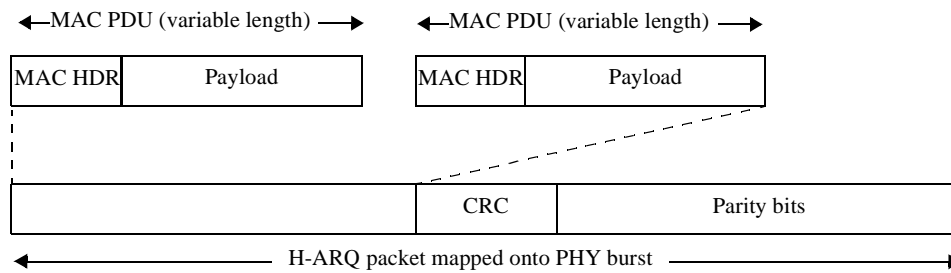 MAC PDU (variable length) MAC PDU (variable length)
MAC HDR Payload MAC HDR Payload
CRC Parity bits
H-ARQ packet mapped onto PHY burst